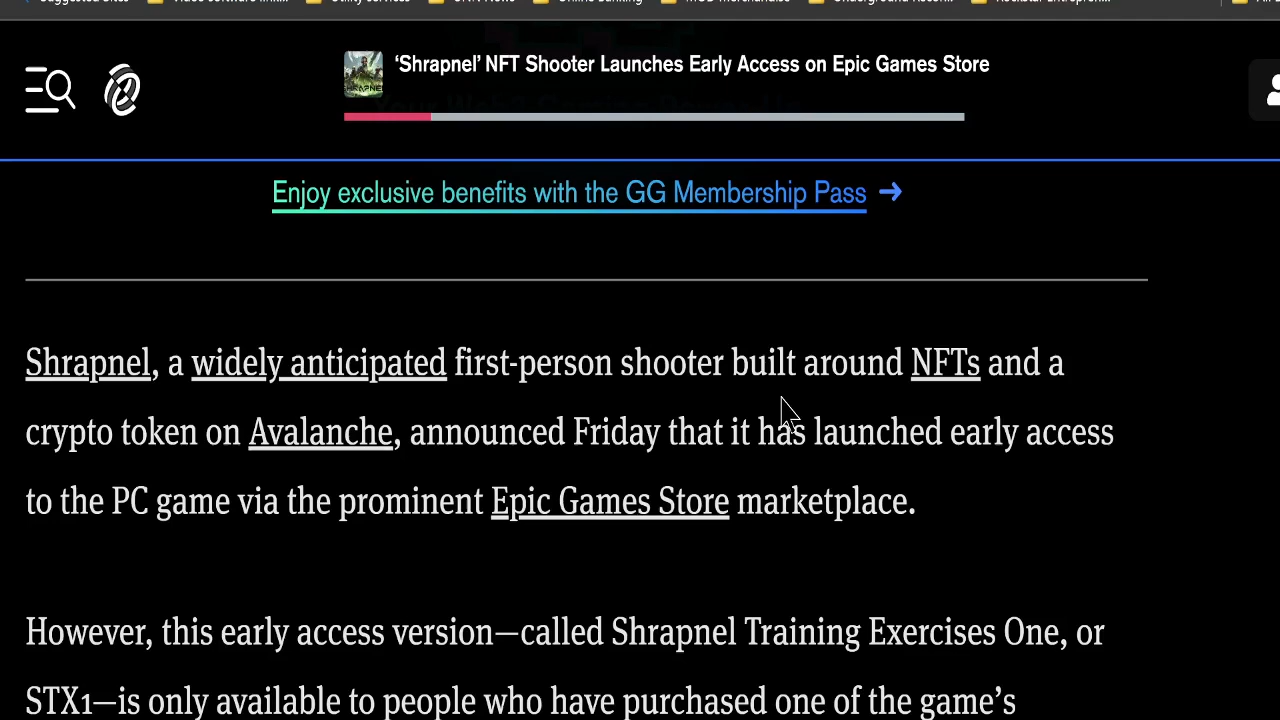 ‘Shrapnel’ NFT Shooter Launches Early Access on Epic Games Store
Enjoy exclusive benefits with the GG Membership Pass →
Shrapnel, a widely anticipated first-person shooter built around NFTs and a
crypto token on Avalanche, announced Friday that it has launched early access
to the PC game via the prominent Epic Games Store marketplace.
However, this early access version—called Shrapnel Training Exercises One, or
STX1—is only available to people who have purchased one of the game’s